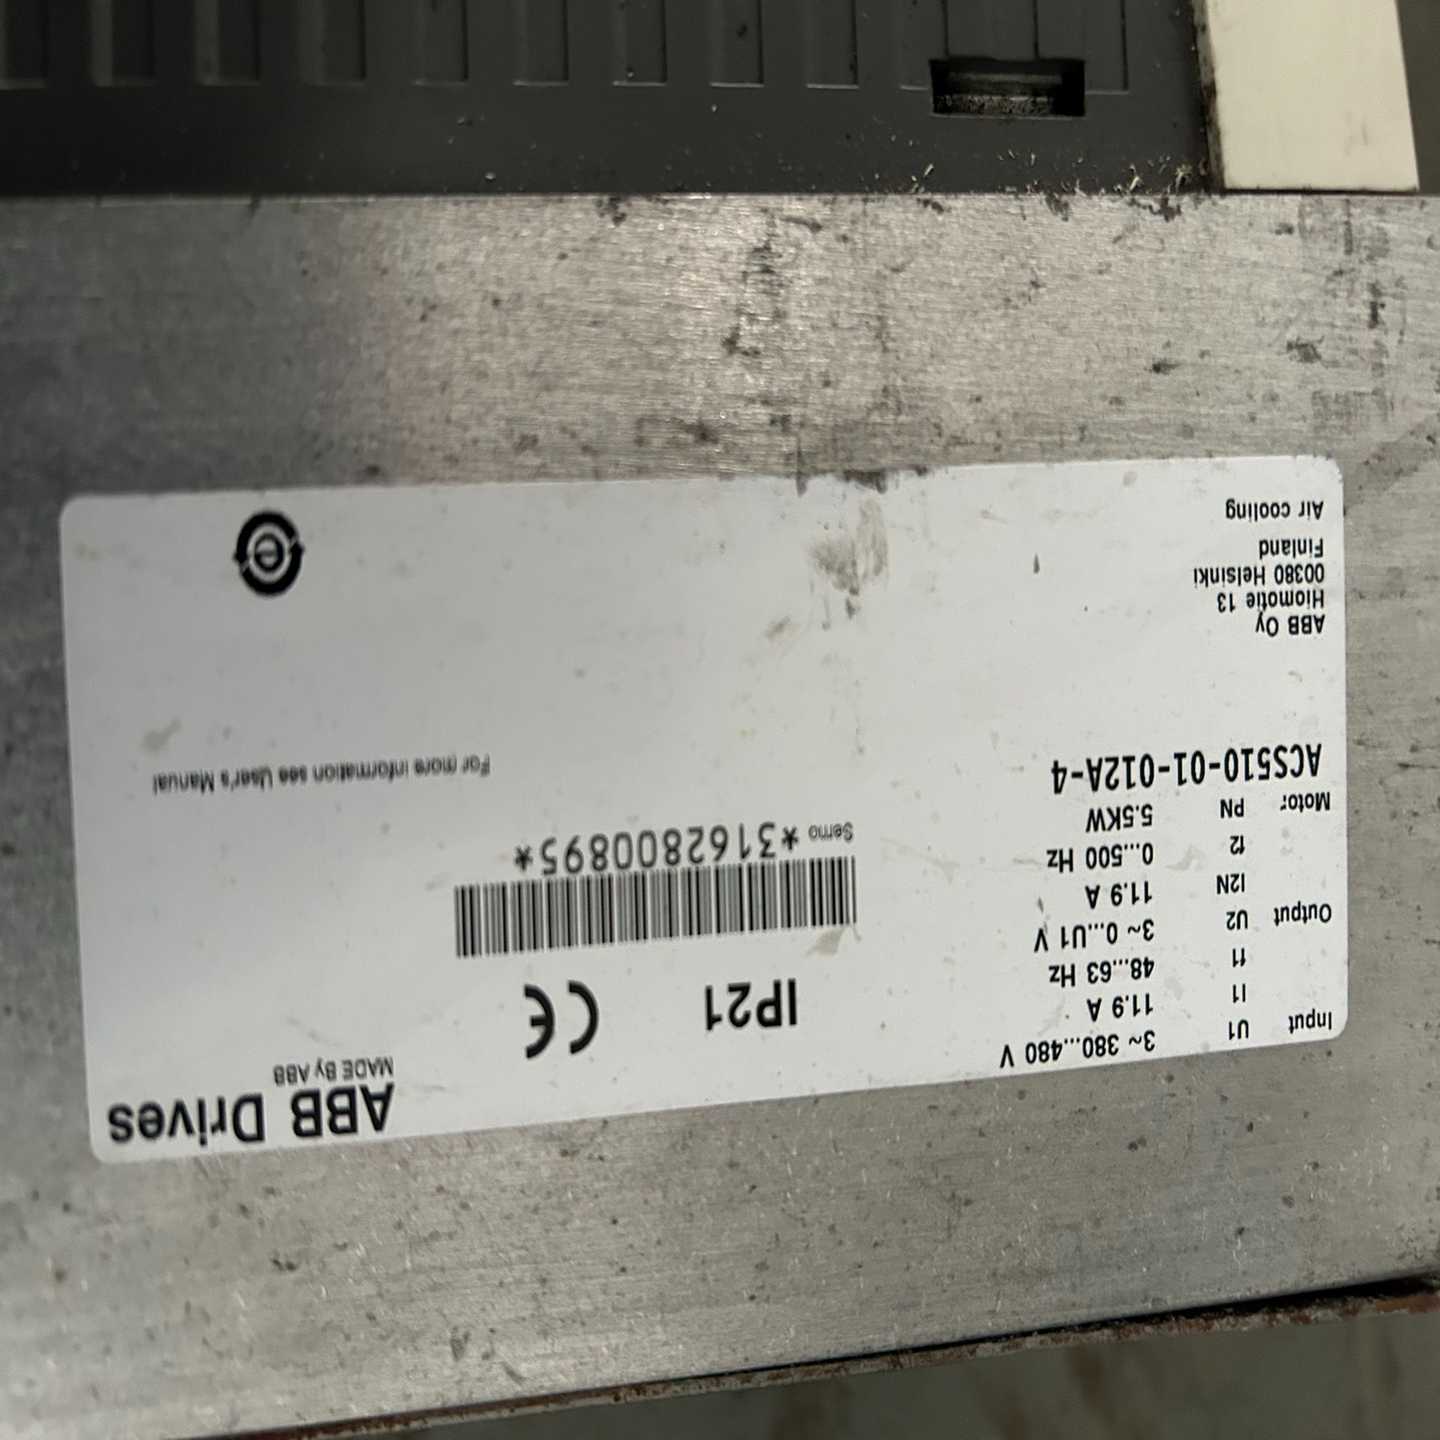 ABB Drives
MADE By ABB
Input U1 3~ 380...480 V
I1 11.9 A
f1 48...63 Hz
Output U2 3~ 0...U1 V
I2N 11.9 A
f2 0...500 Hz
Motor PN 5.5KW
ACS510-01-012A-4
IP21 CE
Serno *3162800895*
For more information see User's Manual
ABB Oy
Hiomotie 13
00380 Helsinki
Finland
Air cooling
e